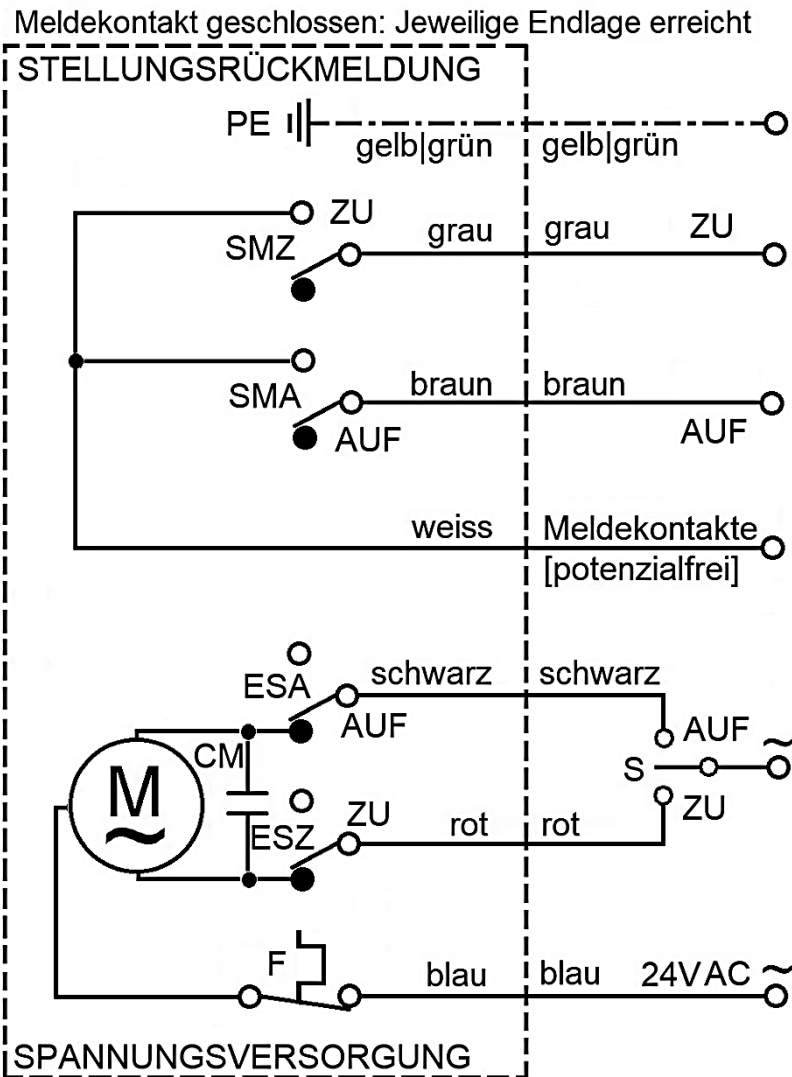 Meldekontakt geschlossen: Jeweilige Endlage erreicht
STELLUNGSRÜCKMELDUNG
PE
gelb|grün gelb|grün
ZU
SMZ grau grau ZU
SMA braun braun
AUF AUF
weiss Meldekontakte
[potenzialfrei]
ESA schwarz schwarz
AUF AUF ~
CM S
M ~
ESZ ZU rot rot ZU
F blau blau 24VAC ~
SPANNUNGSVERSORGUNG